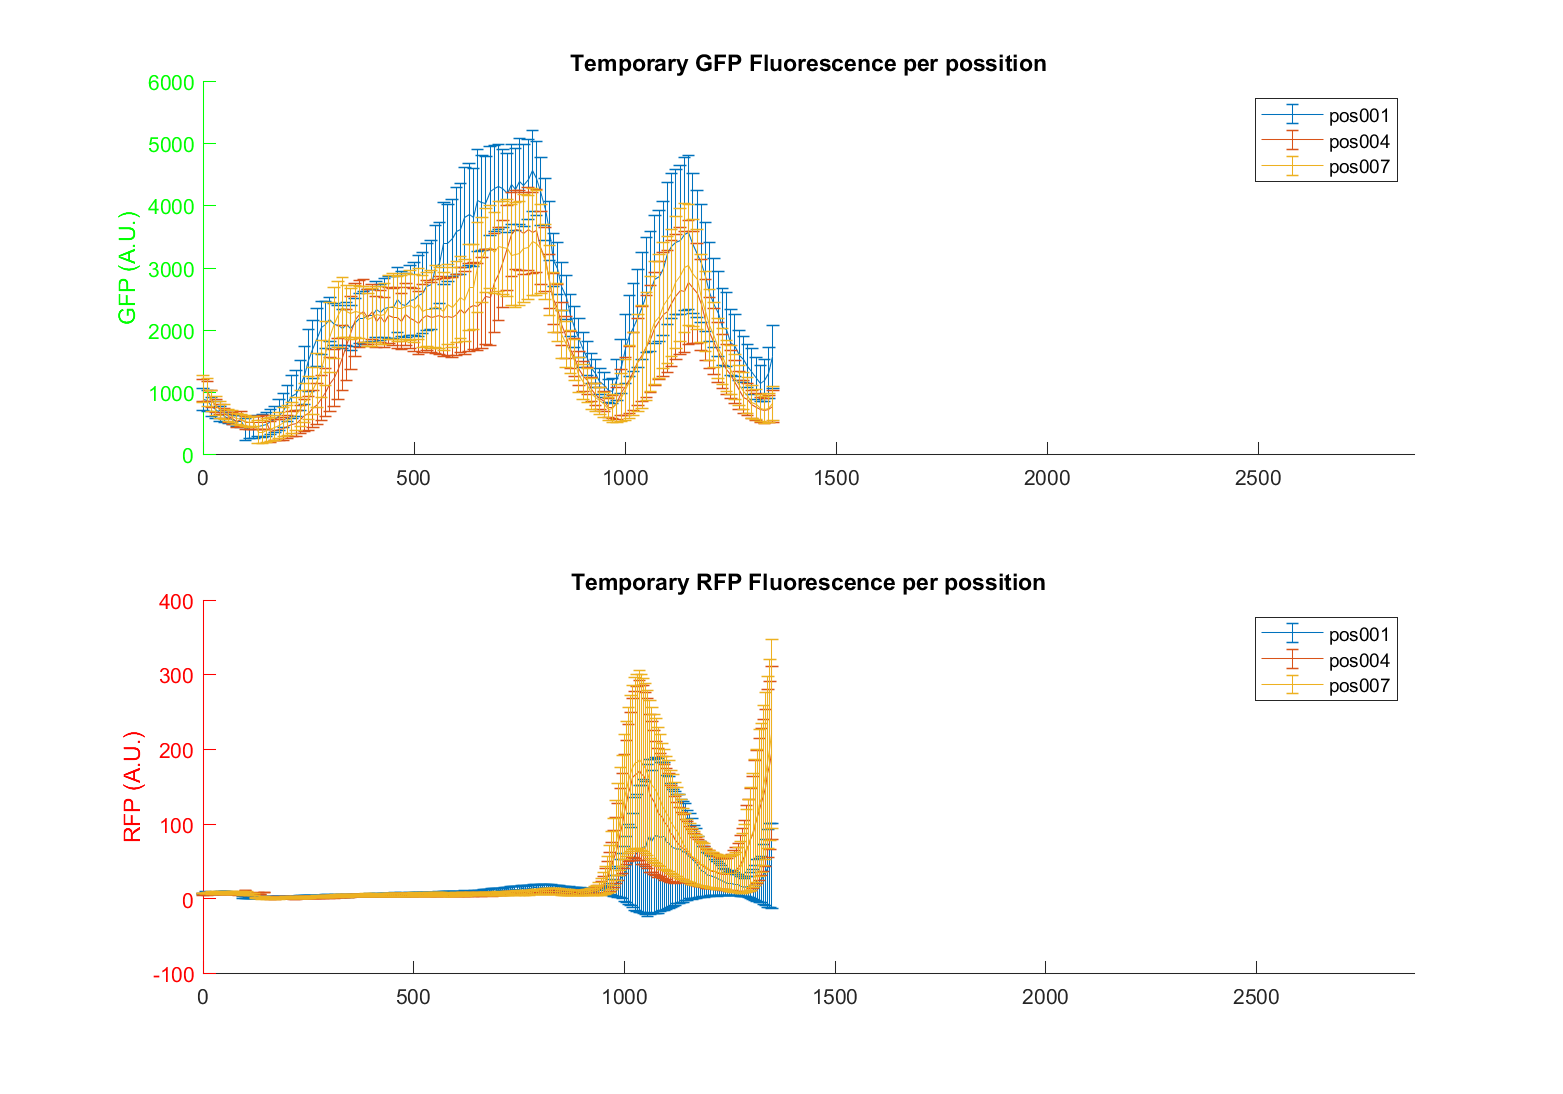 Temporary GFP Fluorescence per possition
6000
5000
4000
3000
2000
1000
0
GFP (A.U.)
pos001
pos004
pos007
0 500 1000 1500 2000 2500
Temporary RFP Fluorescence per possition
400
300
200
100
0
-100
RFP (A.U.)
pos001
pos004
pos007
0 500 1000 1500 2000 2500